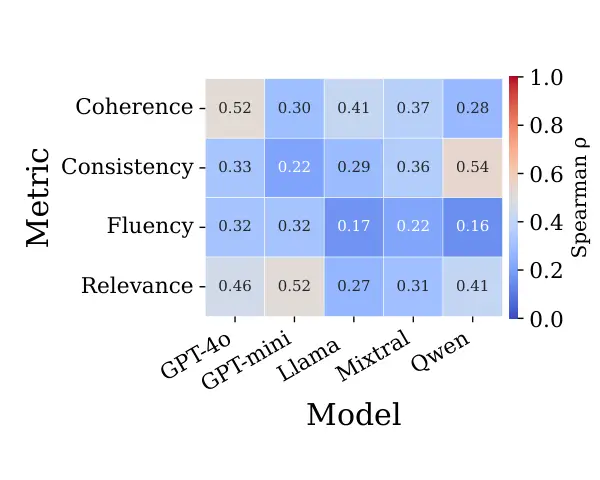 Metric
Coherence 0.52 0.30 0.41 0.37 0.28
Consistency 0.33 0.22 0.29 0.36 0.54
Fluency 0.32 0.32 0.17 0.22 0.16
Relevance 0.46 0.52 0.27 0.31 0.41
GPT-4o GPT-mini Llama Mixtral Qwen
Model
1.0
0.8
0.6
0.4
0.2
0.0
Spearman ρ